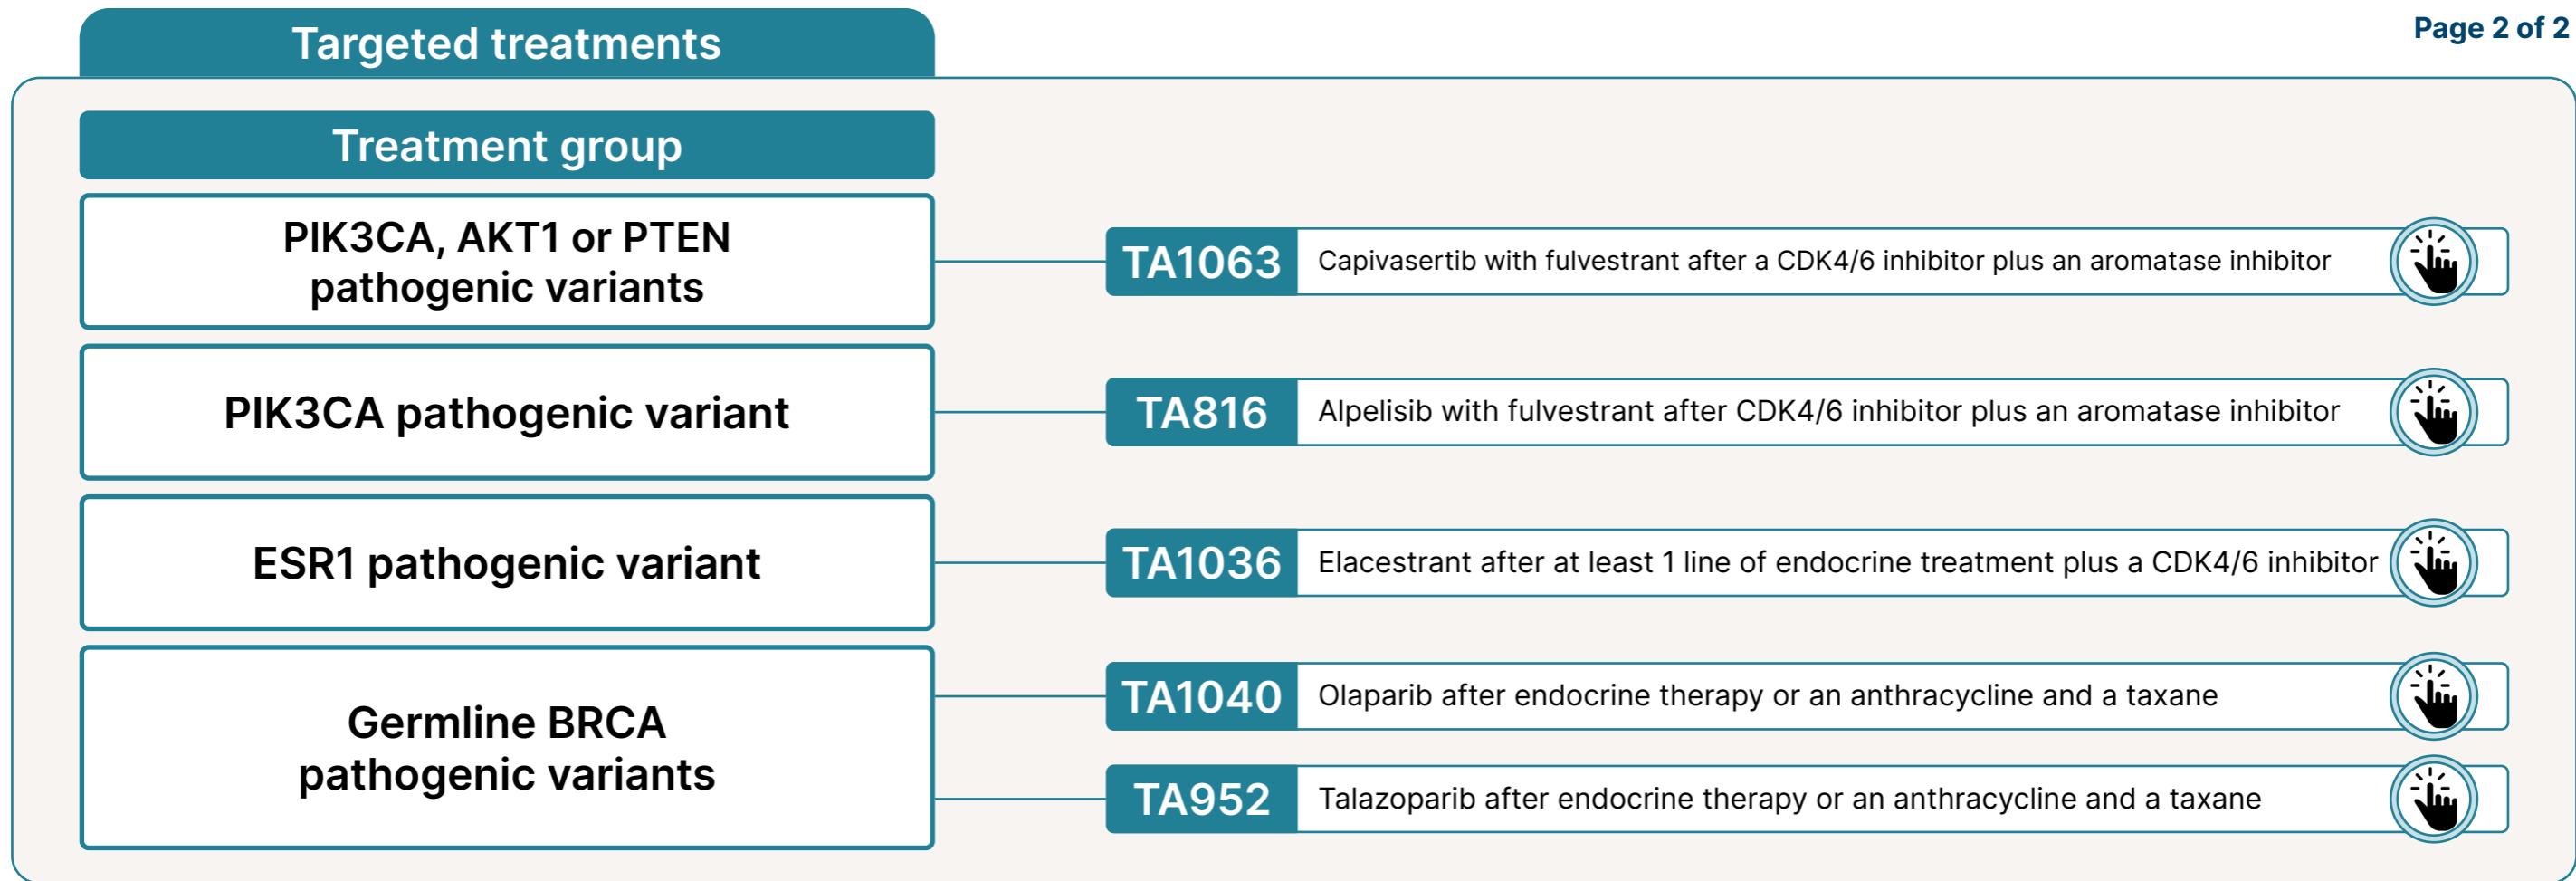 Targeted treatments
Page 2 of 2
Treatment group
PIK3CA, AKT1 or PTEN
pathogenic variants
TA1063 Capivasertib with fulvestrant after a CDK4/6 inhibitor plus an aromatase inhibitor
PIK3CA pathogenic variant
TA816 Alpelisib with fulvestrant after CDK4/6 inhibitor plus an aromatase inhibitor
ESR1 pathogenic variant
TA1036 Elacestrant after at least 1 line of endocrine treatment plus a CDK4/6 inhibitor
Germline BRCA
pathogenic variants
TA1040 Olaparib after endocrine therapy or an anthracycline and a taxane
TA952 Talazoparib after endocrine therapy or an anthracycline and a taxane